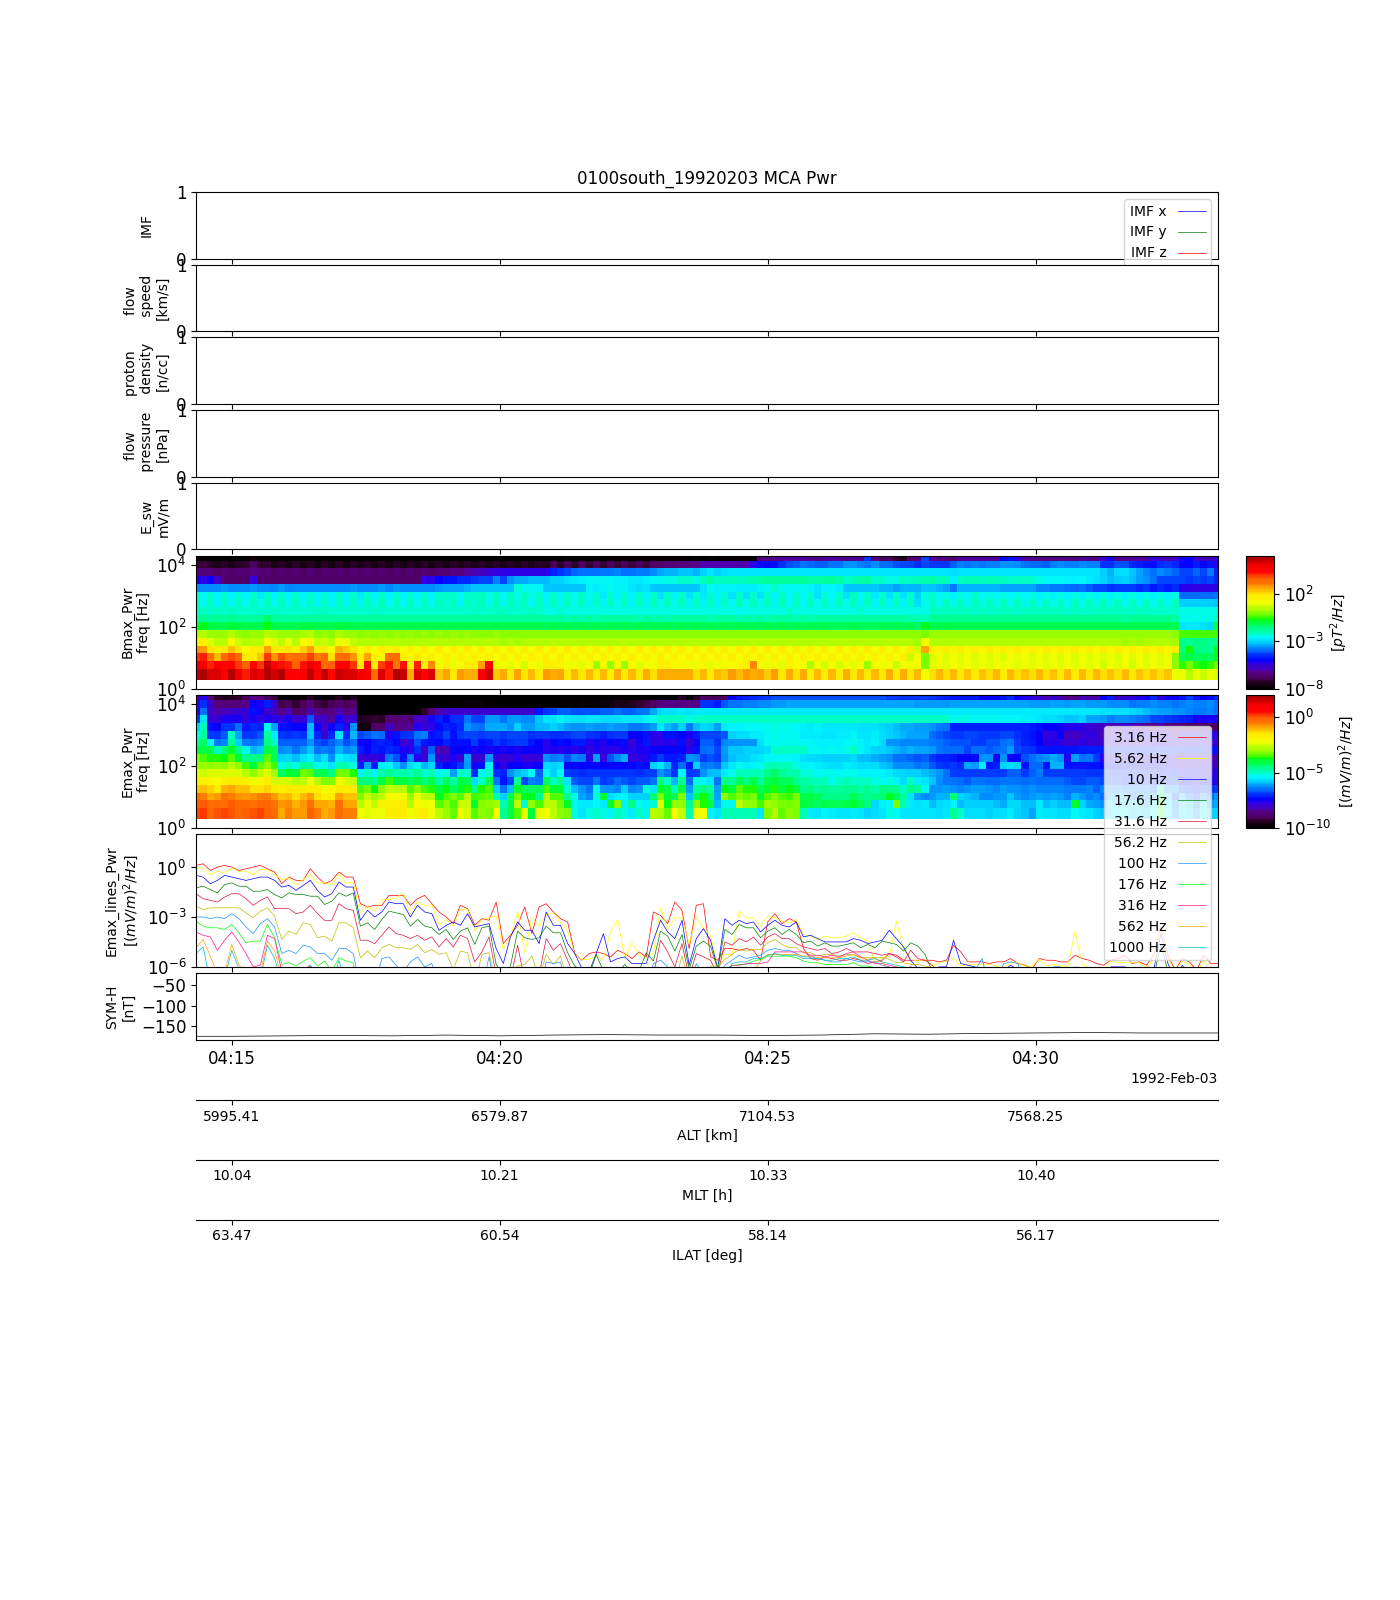 0100south_19920203 MCA Pwr
1
0
IMF
IMF x
IMF y
IMF z
1
0
flow
speed
[km/s]
1
0
proton
density
[n/cc]
1
0
flow
pressure
[nPa]
1
0
E_sw
mV/m
10^4
10^2
10^0
Bmax_Pwr
freq [Hz]
10^2
10^-3
10^-8
[pT^2/Hz]
10^4
10^2
10^0
Emax_Pwr
freq [Hz]
10^0
10^-5
10^-10
[(mV/m)^2/Hz]
3.16 Hz
5.62 Hz
10 Hz
17.6 Hz
31.6 Hz
56.2 Hz
100 Hz
176 Hz
316 Hz
562 Hz
1000 Hz
10^0
10^-3
10^-6
Emax_lines_Pwr
[(mV/m)^2/Hz]
−50
−100
−150
SYM-H
[nT]
04:15 04:20 04:25 04:30
1992-Feb-03
5995.41 6579.87 7104.53 7568.25
ALT [km]
10.04 10.21 10.33 10.40
MLT [h]
63.47 60.54 58.14 56.17
ILAT [deg]